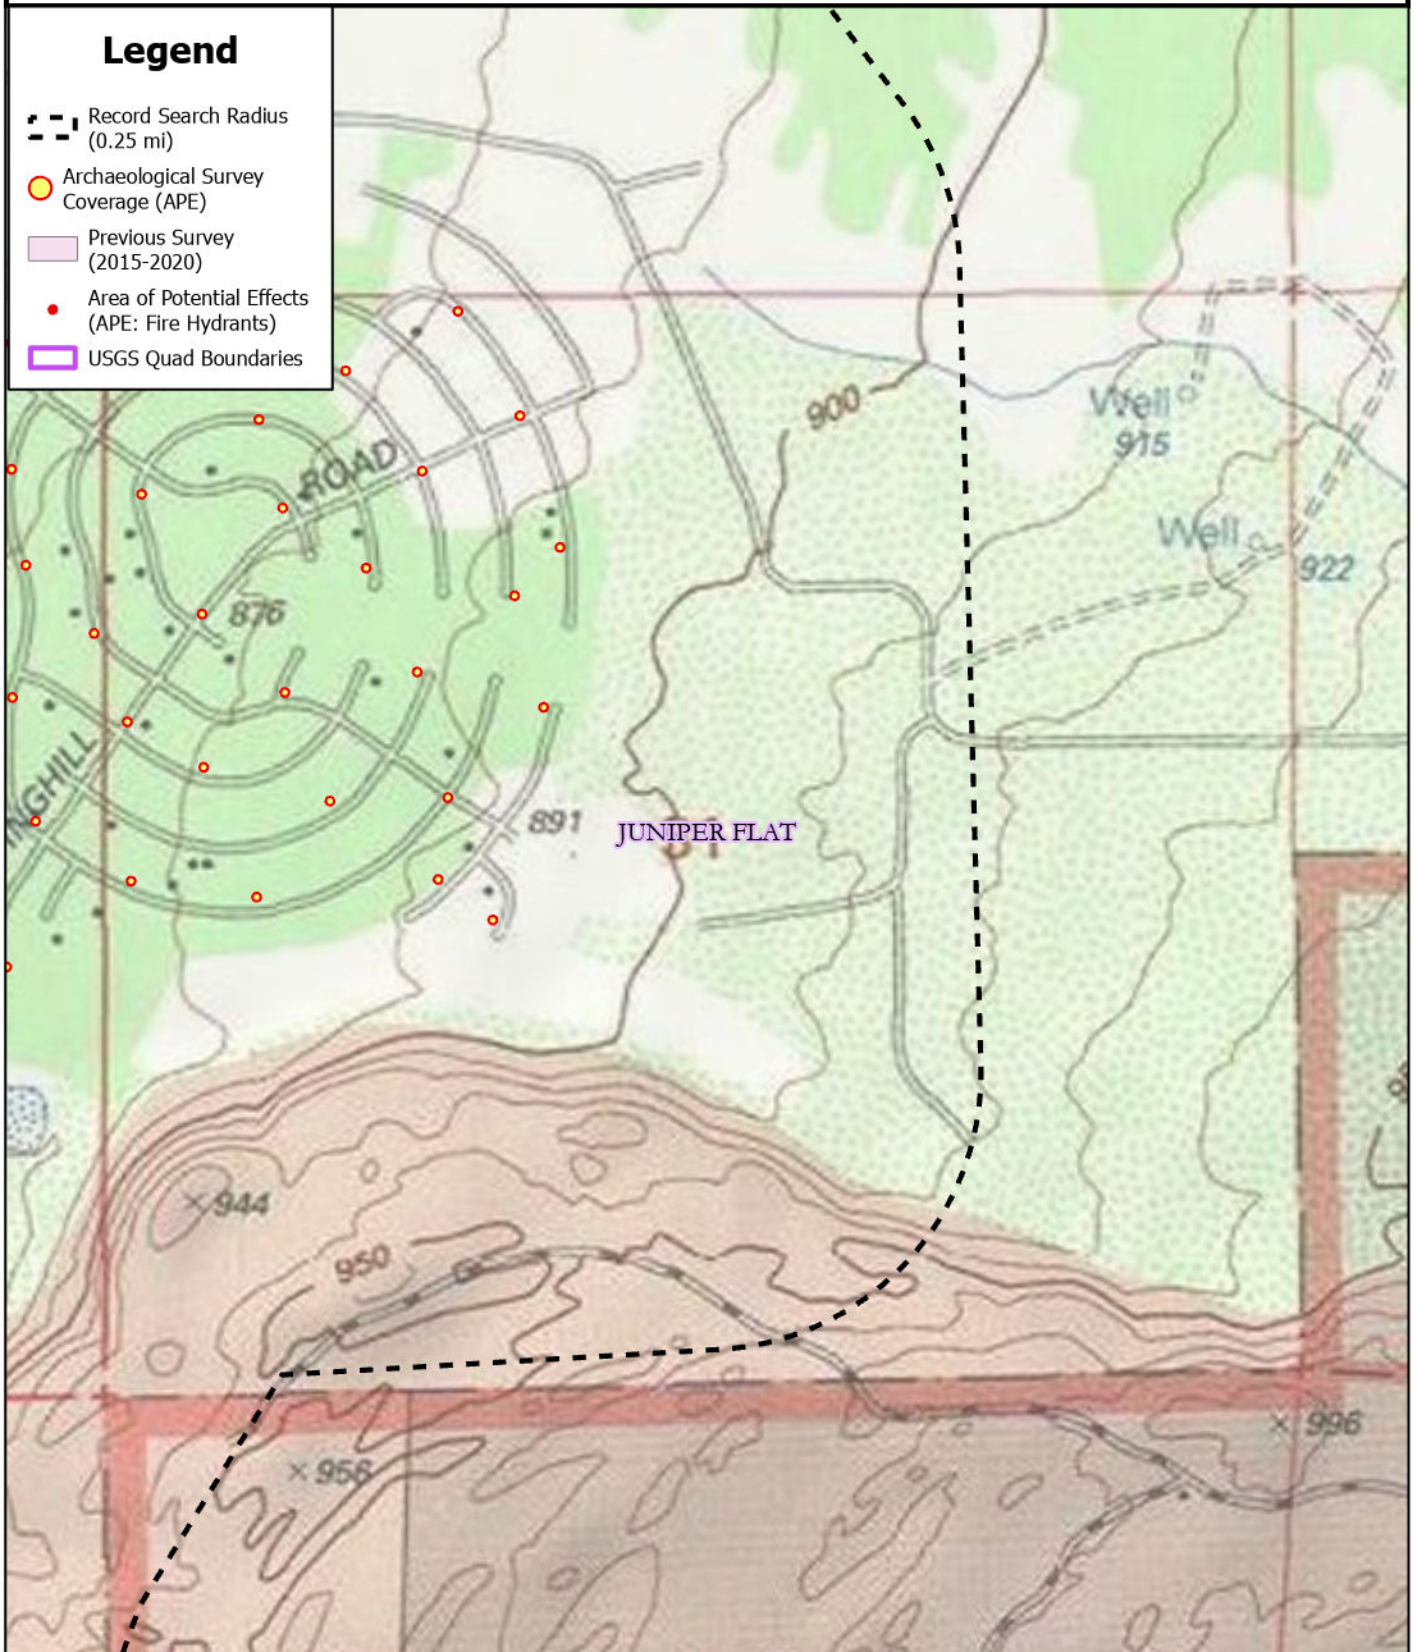 Legend
Record Search Radius
(0.25 mi)
Archaeological Survey
Coverage (APE)
Previous Survey
(2015-2020)
Area of Potential Effects
(APE: Fire Hydrants)
USGS Quad Boundaries
900
Well
915
ROAD
Well
922
876
INGHILL
891
JUNIPER FLAT
31
944
950
996
956